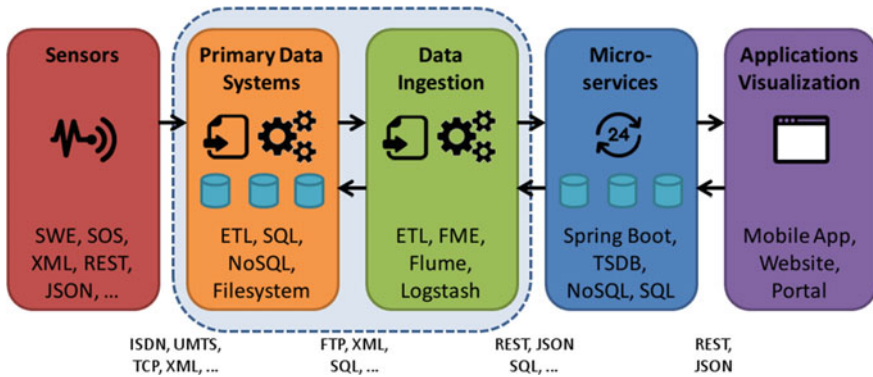 Sensors
SWE, SOS,
XML, REST,
JSON, ...
Primary Data
Systems
ETL, SQL,
NoSQL,
Filesystem
Data
Ingestion
ETL, FME,
Flume,
Logstash
Micro-
services
24
Spring Boot,
TSDB,
NoSQL, SQL
Applications
Visualization
Mobile App,
Website,
Portal
ISDN, UMTS,
TCP, XML, ...
FTP, XML,
SQL, ...
REST, JSON
SQL, ...
REST,
JSON